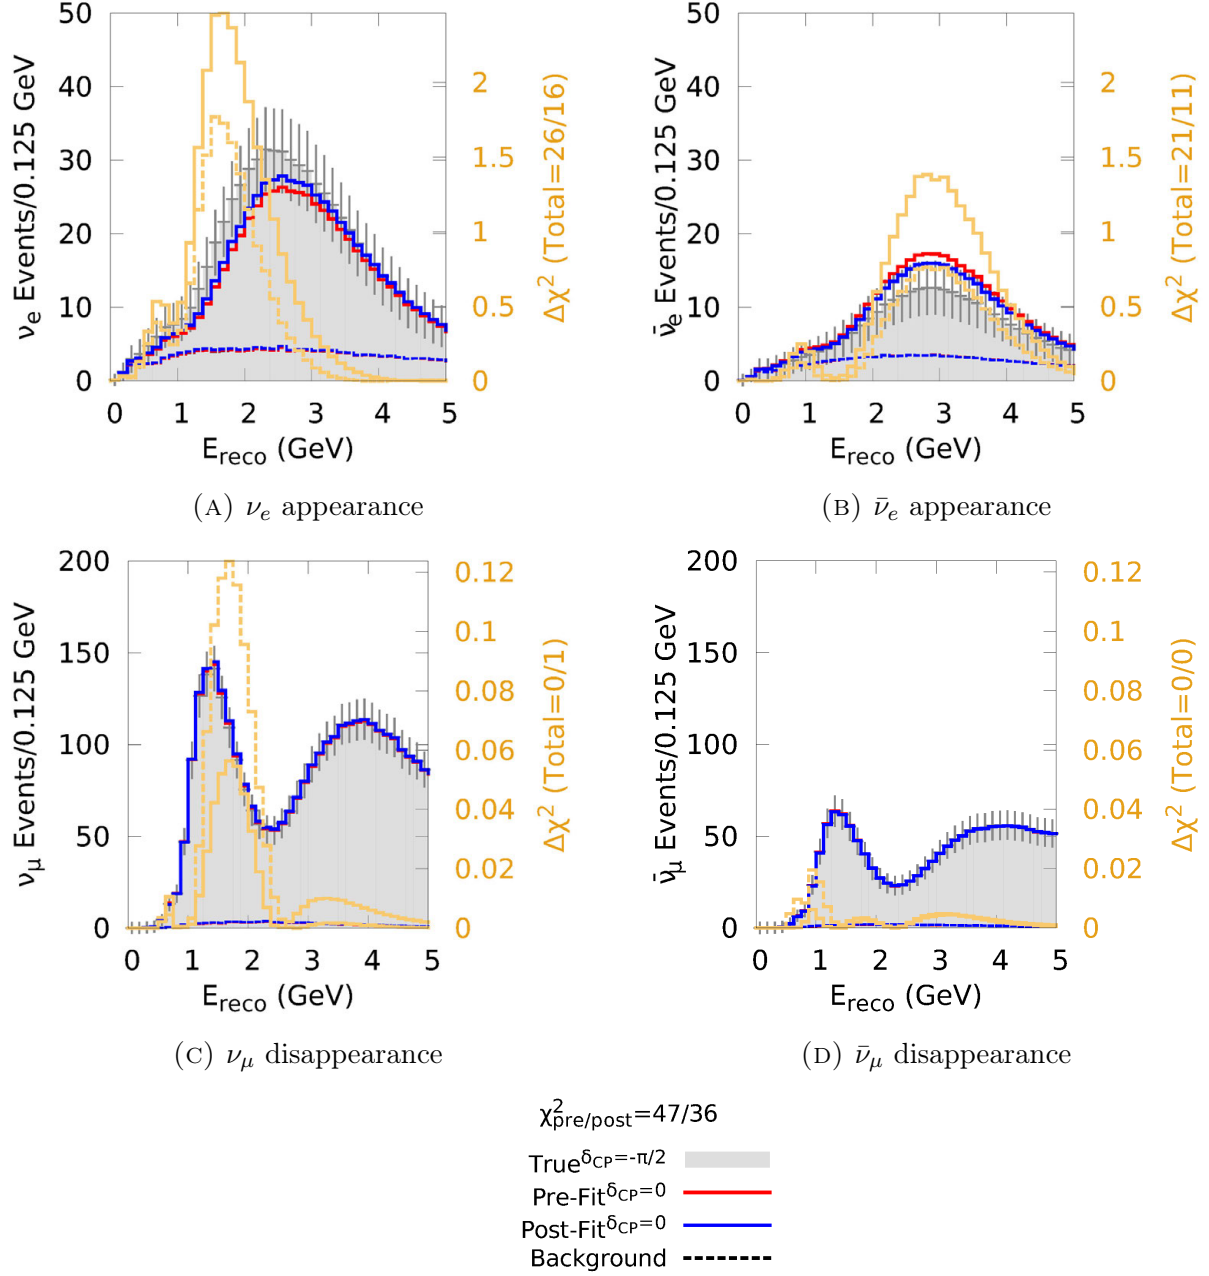 50
40
30
20
10
0
νe Events/0.125 GeV
2
1.5
1
0.5
0
Δχ2 (Total=26/16)
0 1 2 3 4 5
Ereco (GeV)
(A) νe appearance
50
40
30
20
10
0
ν̄e Events/0.125 GeV
2
1.5
1
0.5
0
Δχ2 (Total=21/11)
0 1 2 3 4 5
Ereco (GeV)
(B) ν̄e appearance
200
150
100
50
0
νμ Events/0.125 GeV
0.12
0.1
0.08
0.06
0.04
0.02
0
Δχ2 (Total=0/1)
0 1 2 3 4 5
Ereco (GeV)
(C) νμ disappearance
200
150
100
50
0
ν̄μ Events/0.125 GeV
0.12
0.1
0.08
0.06
0.04
0.02
0
Δχ2 (Total=0/0)
0 1 2 3 4 5
Ereco (GeV)
(D) ν̄μ disappearance
χ2pre/post=47/36
TrueδCP=-π/2
Pre-FitδCP=0
Post-FitδCP=0
Background